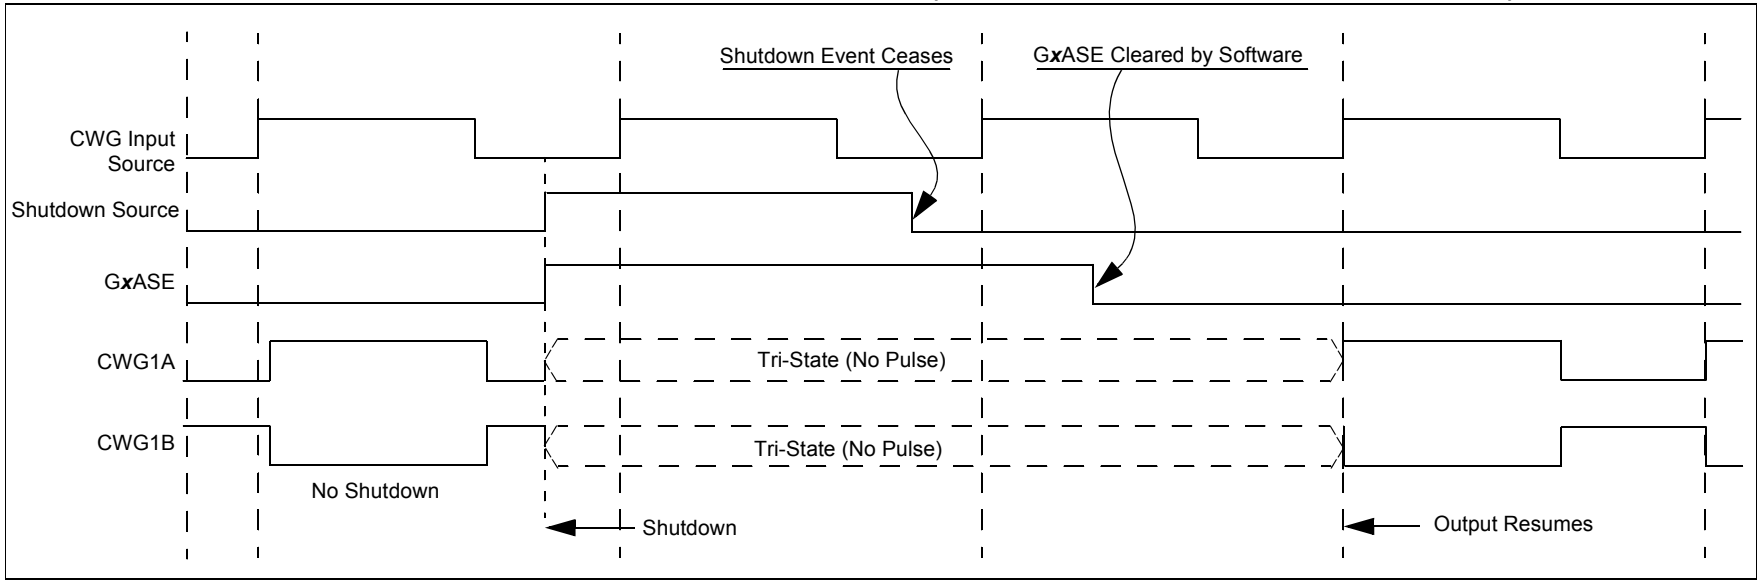 Shutdown Event Ceases
GxASE Cleared by Software
CWG Input
Source
Shutdown Source
GxASE
CWG1A
Tri-State (No Pulse)
CWG1B
Tri-State (No Pulse)
No Shutdown
Shutdown
Output Resumes